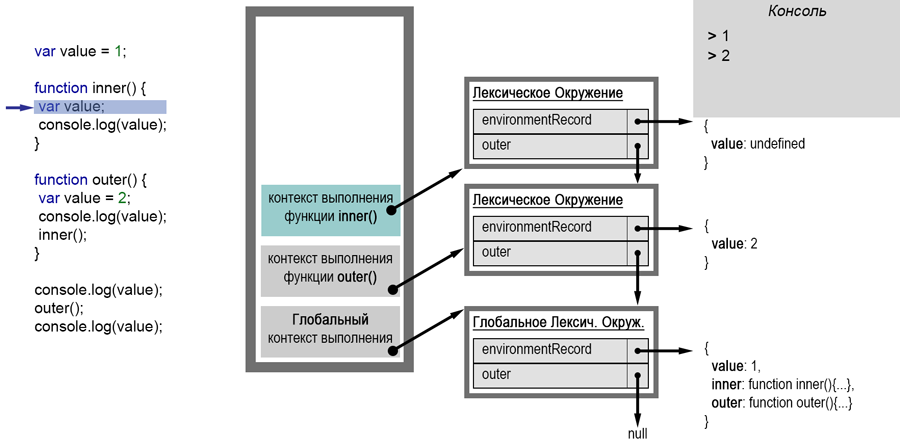 var value = 1;
function inner() {
var value;
console.log(value);
}
function outer() {
var value = 2;
console.log(value);
inner();
}
console.log(value);
outer();
console.log(value);
контекст выполнения
функции inner()
контекст выполнения
функции outer()
Глобальный
контекст выполнения
Лексическое Окружение
environmentRecord
outer
Лексическое Окружение
environmentRecord
outer
Глобальное Лексич. Окруж.
environmentRecord
outer
null
Консоль
> 1
> 2
{
value: undefined
}
{
value: 2
}
{
value: 1,
inner: function inner(){...},
outer: function outer(){...}
}